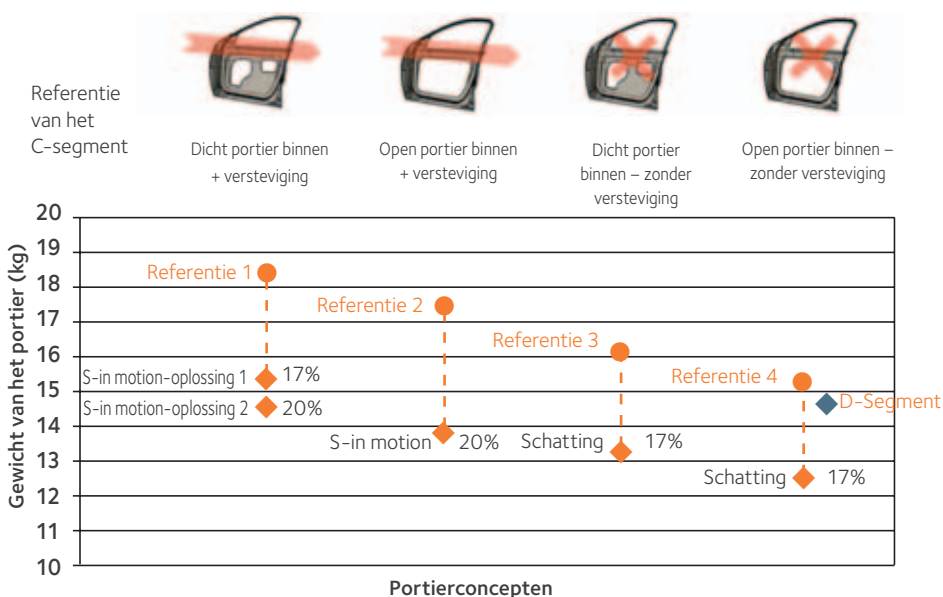 Referentie
van het
C-segment
Dicht portier binnen
+ versteviging
Open portier binnen
+ versteviging
Dicht portier
binnen – zonder
versteviging
Open portier binnen –
zonder versteviging
Gewicht van het portier (kg)
20
19
18
17
16
15
14
13
12
11
10
Referentie 1
S-in motion-oplossing 1
17%
S-in motion-oplossing 2
20%
Referentie 2
S-in motion
20%
Referentie 3
Schatting
17%
Referentie 4
D-Segment
Schatting
17%
Portierconcepten